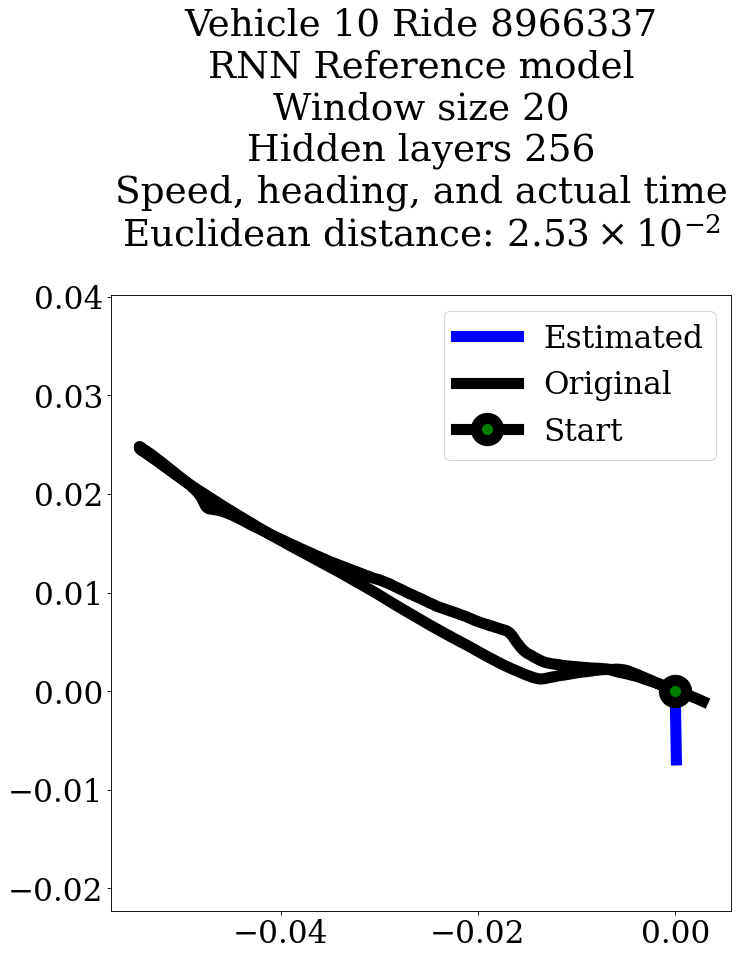 Vehicle 10 Ride 8966337
RNN Reference model
Window size 20
Hidden layers 256
Speed, heading, and actual time
Euclidean distance: 2.53 × 10⁻²
0.04
0.03
0.02
0.01
0.00
−0.01
−0.02
Estimated
Original
Start
−0.04
−0.02
0.00